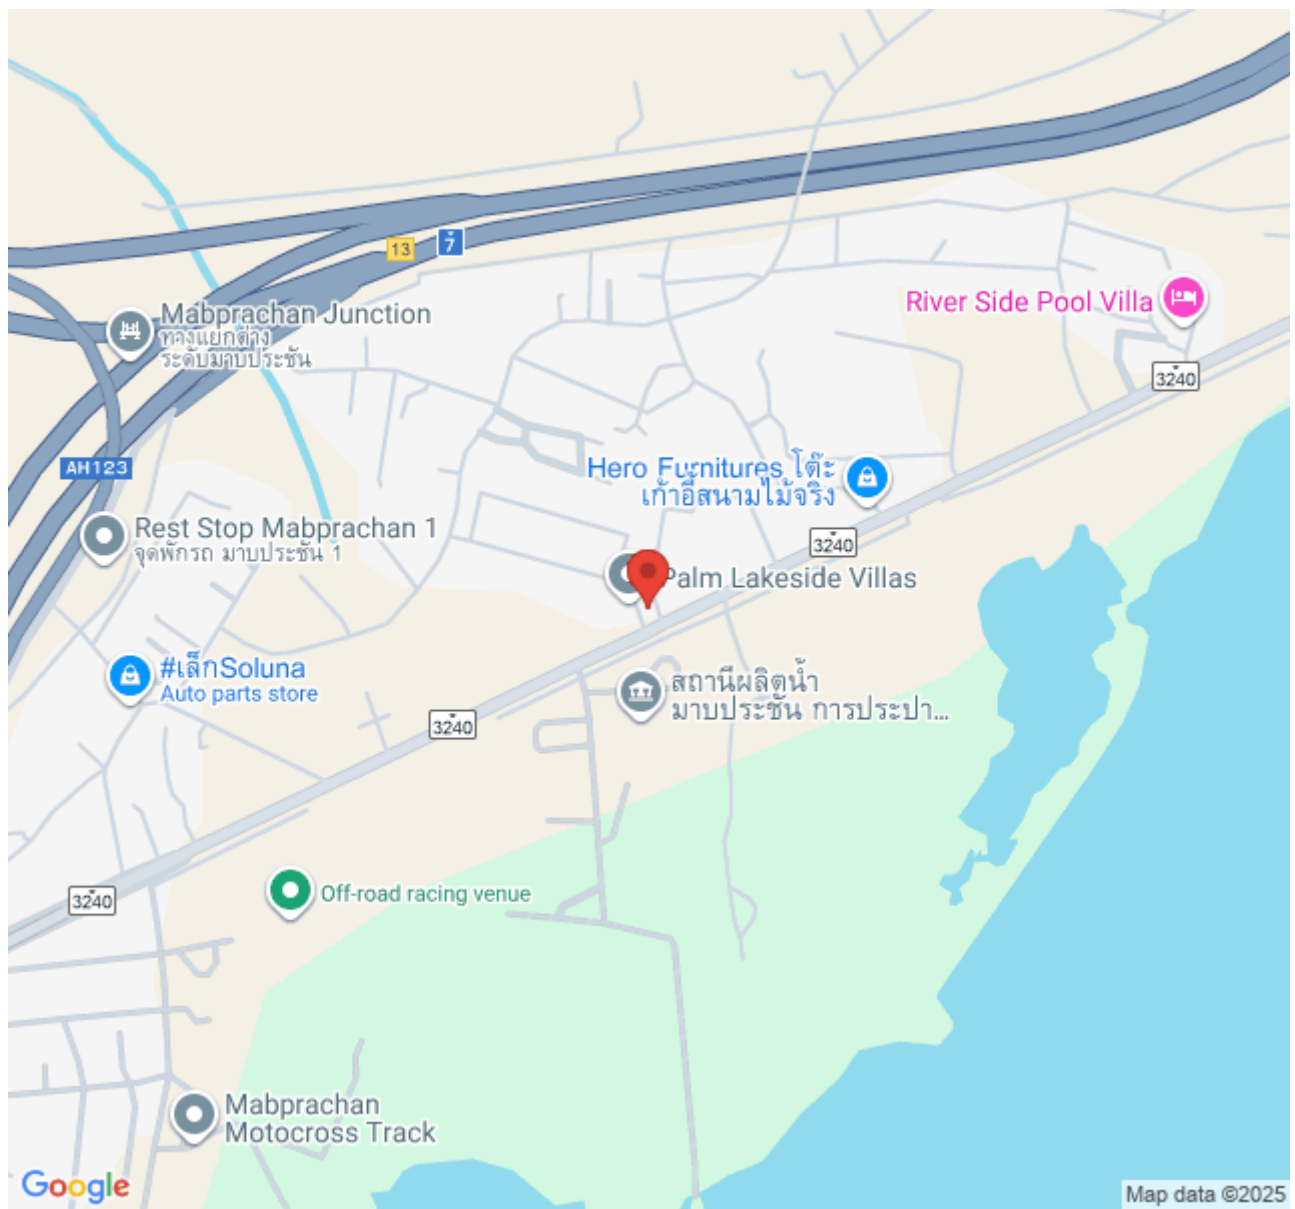 13
7
River Side Pool Villa
Mabprachan Junction
ทางแยกต่าง
ระดับมาบประชัน
3240
AH123
Hero Furnitures โต๊ะ
เก้าอี้สนามไม้จริง
Rest Stop Mabprachan 1
จุดพักรถ มาบประชัน 1
3240
Palm Lakeside Villas
#เล็กSoluna
Auto parts store
สถานีผลิตน้ำ
มาบประชัน การประปา...
3240
3240
Off-road racing venue
Mabprachan
Motocross Track
Google
Map data ©2025